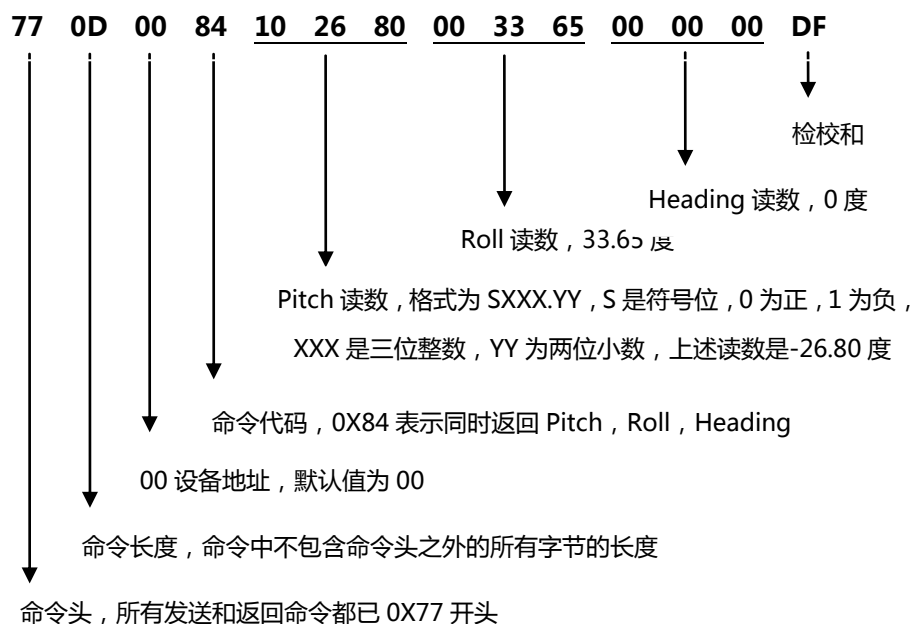 77 0D 00 84 10 26 80 00 33 65 00 00 00 DF
检校和
Heading 读数，0 度
Roll 读数，33.65 度
Pitch 读数，格式为 SXXX.YY，S 是符号位，0 为正，1 为负，
XXX 是三位整数，YY 为两位小数，上述读数是-26.80 度
命令代码，0X84 表示同时返回 Pitch，Roll，Heading
00 设备地址，默认值为 00
命令长度，命令中不包含命令头之外的所有字节的长度
命令头，所有发送和返回命令都已 0X77 开头